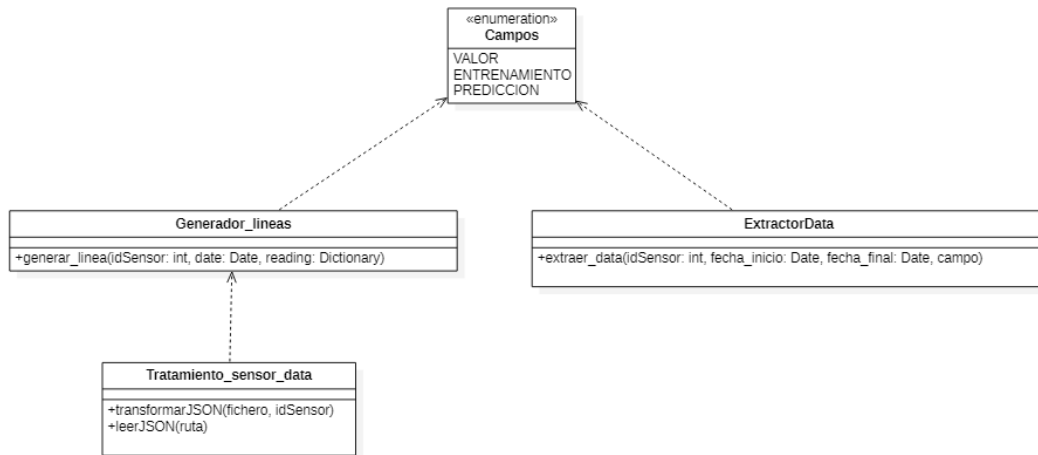 «enumeration»
Campos
VALOR
ENTRENAMIENTO
PREDICCION
Generador_lineas
+generar_linea(idSensor: int, date: Date, reading: Dictionary)
ExtractorData
+extraer_data(idSensor: int, fecha_inicio: Date, fecha_final: Date, campo)
Tratamiento_sensor_data
+transformarJSON(fichero, idSensor)
+leerJSON(ruta)